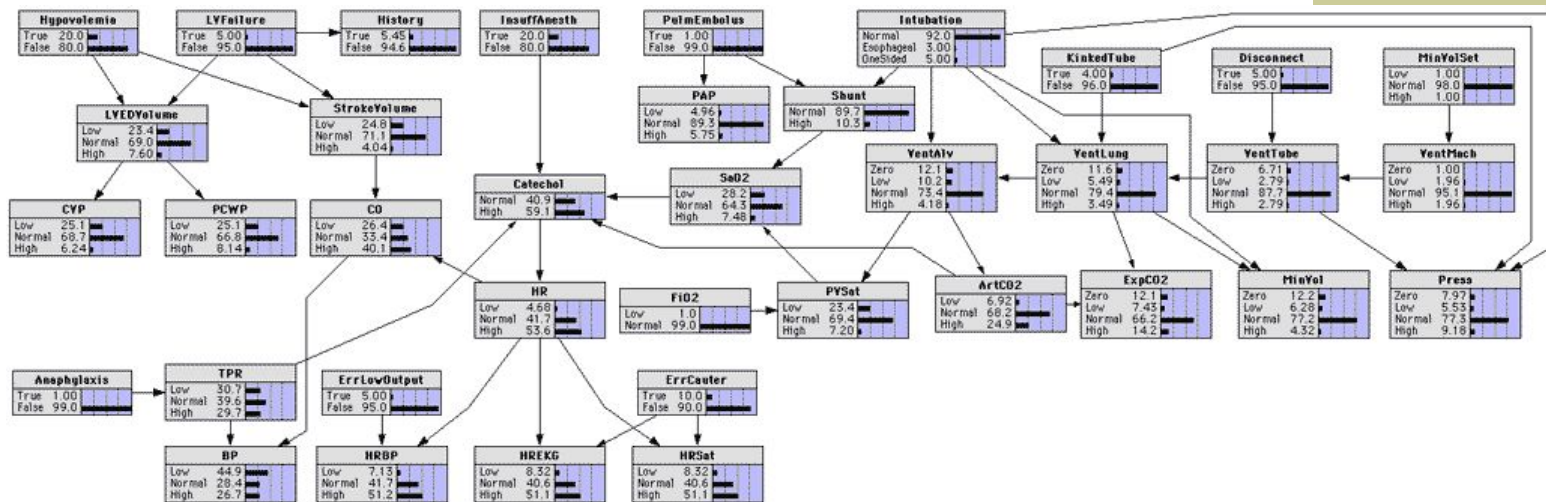 Hypovolemia
True 20.0
False 80.0
LVFailure
True 5.00
False 95.0
History
True 5.45
False 94.6
InsuffAnesth
True 20.0
False 80.0
PulmEmbolus
True 1.00
False 99.0
Intubation
Normal 92.0
Esophageal 3.00
OneSided 5.00
KinkedTube
True 4.00
False 96.0
Disconnect
True 5.00
False 95.0
MinVolSet
Low 1.00
Normal 98.0
High 1.00
LVEDVolume
Low 23.4
Normal 69.0
High 7.60
StrokeVolume
Low 24.8
Normal 71.1
High 4.04
PAP
Low 4.96
Normal 89.3
High 5.75
Shunt
Normal 89.7
High 10.3
VentAlv
Zero 12.1
Low 10.2
Normal 73.4
High 4.18
VentLung
Zero 11.6
Low 5.49
Normal 79.4
High 3.49
VentTube
Zero 6.71
Low 2.79
Normal 87.7
High 2.79
VentMach
Zero 1.00
Low 1.96
Normal 95.1
High 1.96
Catechol
Normal 40.9
High 59.1
SaO2
Low 28.2
Normal 64.3
High 7.48
CVP
Low 25.1
Normal 68.7
High 6.24
PCWP
Low 25.1
Normal 66.8
High 8.14
CO
Low 26.4
Normal 33.4
High 40.1
HR
Low 4.68
Normal 41.7
High 53.6
FiO2
Low 1.0
Normal 99.0
PVSat
Low 23.4
Normal 69.4
High 7.20
ArtCO2
Low 6.92
Normal 68.2
High 24.9
ExpCO2
Zero 12.1
Low 7.43
Normal 66.2
High 14.2
MinVol
Zero 12.2
Low 6.28
Normal 77.2
High 4.32
Press
Zero 7.97
Low 5.53
Normal 77.3
High 9.18
Anaphylaxis
True 1.00
False 99.0
TPR
Low 30.7
Normal 39.6
High 29.7
ErrLowOutput
True 5.00
False 95.0
ErrCauter
True 10.0
False 90.0
BP
Low 44.9
Normal 28.4
High 26.7
HRBP
Low 7.13
Normal 41.7
High 51.2
HREKG
Low 8.32
Normal 40.6
High 51.1
HRSat
Low 8.32
Normal 40.6
High 51.1